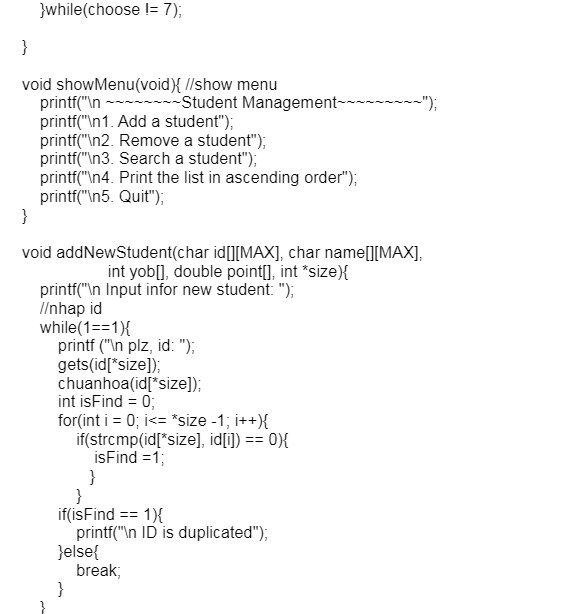 }while(choose != 7);
}
void showMenu(void){ //show menu
printf("\n ~~~~~~~~Student Management~~~~~~~~~");
printf("\n1. Add a student");
printf("\n2. Remove a student");
printf("\n3. Search a student");
printf("\n4. Print the list in ascending order");
printf("\n5. Quit");
}
void addNewStudent(char id[][MAX], char name[][MAX],
int yob[], double point[], int *size){
printf("\n Input infor new student: ");
//nhap id
while(1==1){
printf ("\n plz, id: ");
gets(id[*size]);
chuanhoa(id[*size]);
int isFind = 0;
for(int i = 0; i<= *size -1; i++){
if(strcmp(id[*size], id[i]) == 0){
isFind =1;
}
}
if(isFind == 1){
printf("\n ID is duplicated");
}else{
break;
}
}